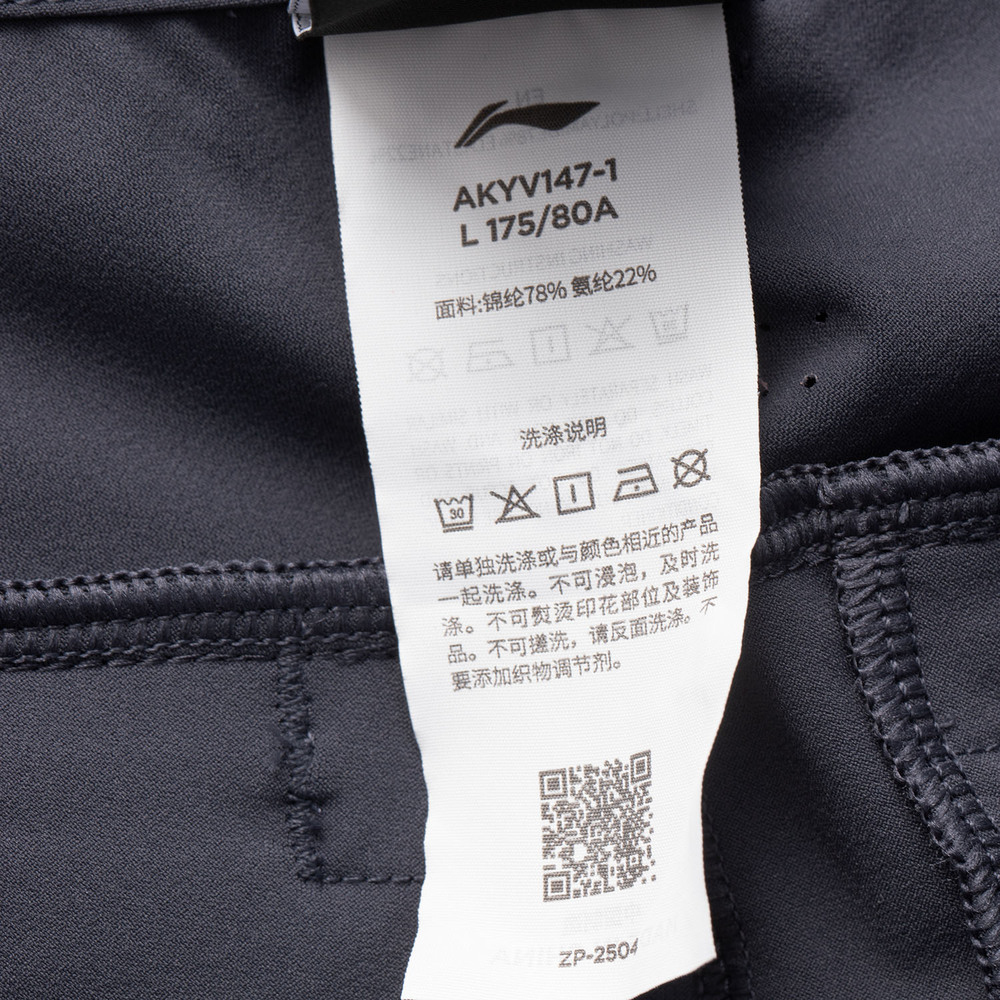 AKYV147-1
L 175/80A
面料:锦纶78% 氨纶22%
洗涤说明
30
请单独洗涤或与颜色相近的产品
一起洗涤。不可浸泡，及时洗
涤。不可熨烫印花部位及装饰
品。不可搓洗，请反面洗涤。不
要添加织物调节剂。
ZP-2504